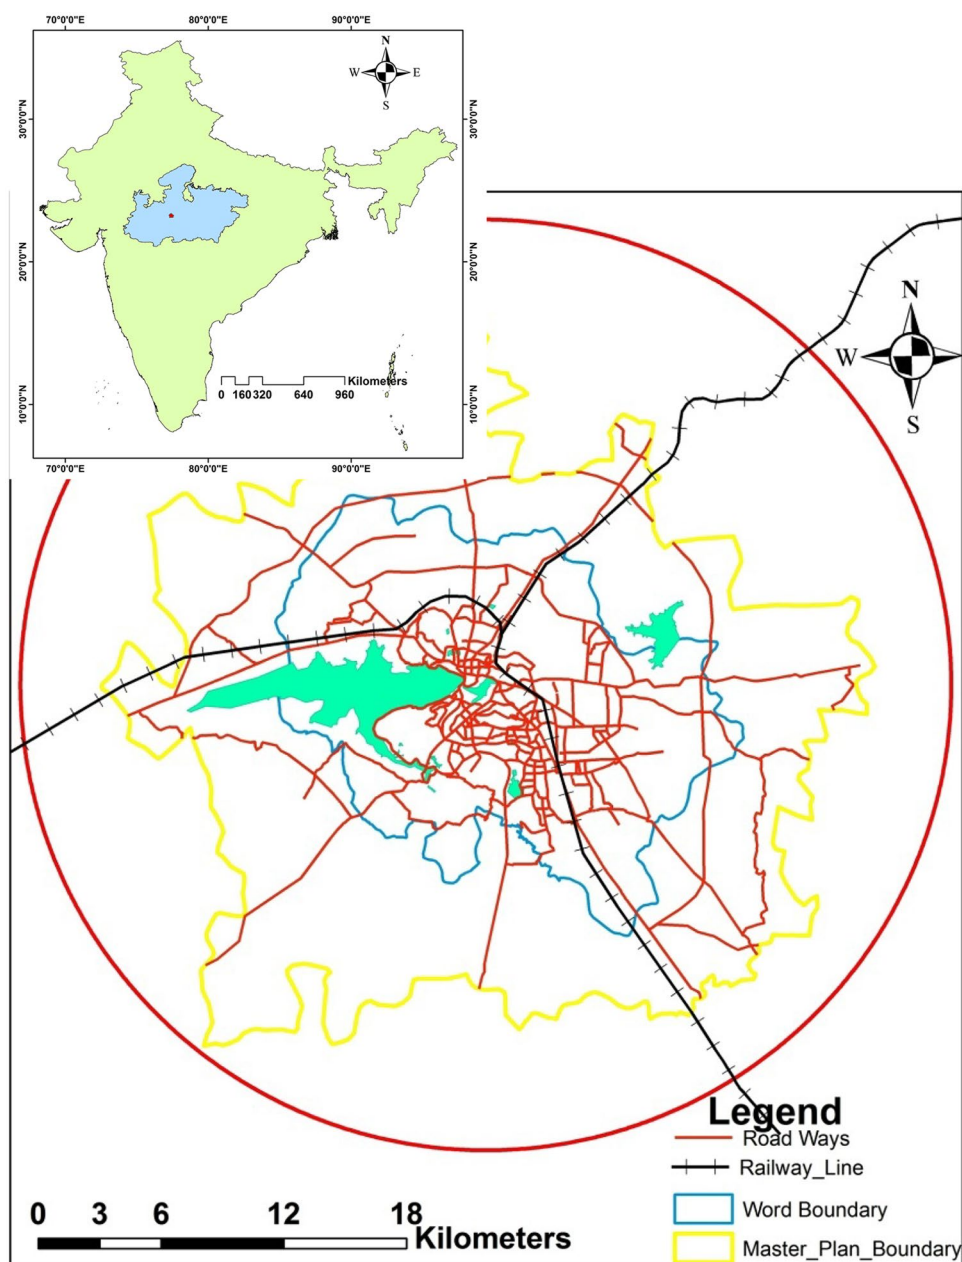 70°0'0"E 80°0'0"E 90°0'0"E
N
W E
S
30°0'0"N 30°0'0"N
20°0'0"N 20°0'0"N
10°0'0"N 10°0'0"N
Kilometers
0 160 320 640 960
70°0'0"E 80°0'0"E 90°0'0"E
N
W
S
Legend
Road Ways
Railway_Line
Word Boundary
Master_Plan_Boundary
0 3 6 12 18
Kilometers